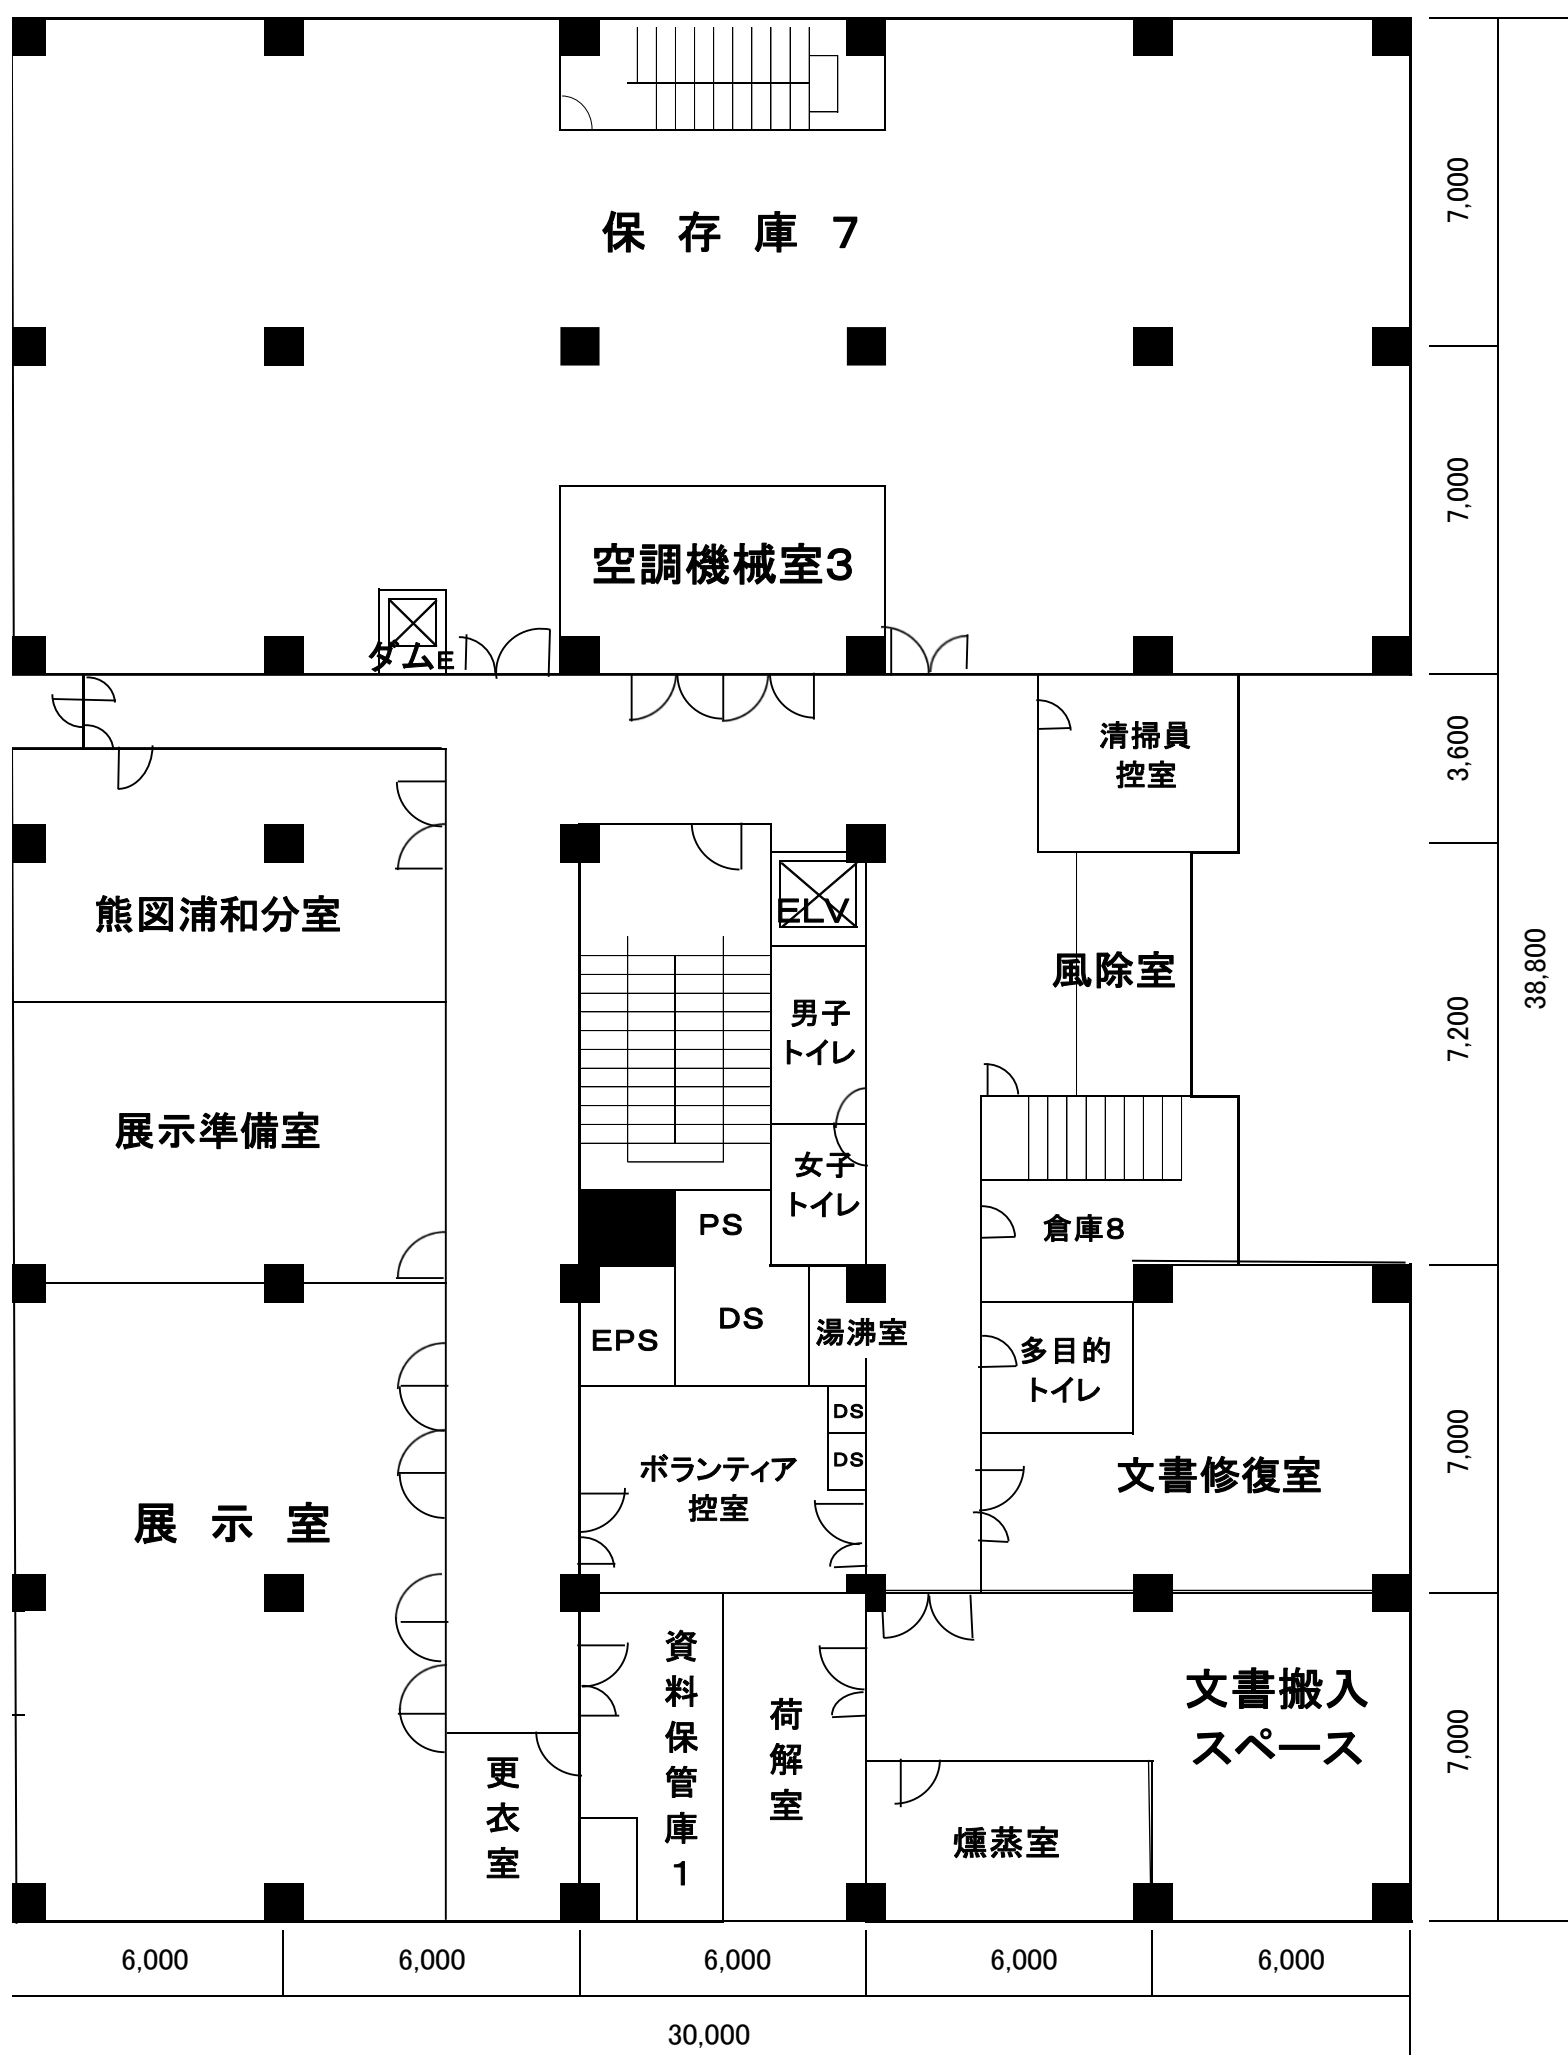 保存庫７
7,000
7,000
空調機械室３
ダムE
清掃員
控室
3,600
熊図浦和分室
ELV
風除室
38,800
男子
トイレ
7,200
展示準備室
女子
トイレ
PS
倉庫８
DS
EPS
湯沸室
多目的
トイレ
DS
DS
7,000
ボランティア
控室
文書修復室
展示室
資料保管庫１
荷解室
文書搬入
スペース
7,000
更衣室
燻蒸室
6,000
6,000
6,000
6,000
6,000
30,000